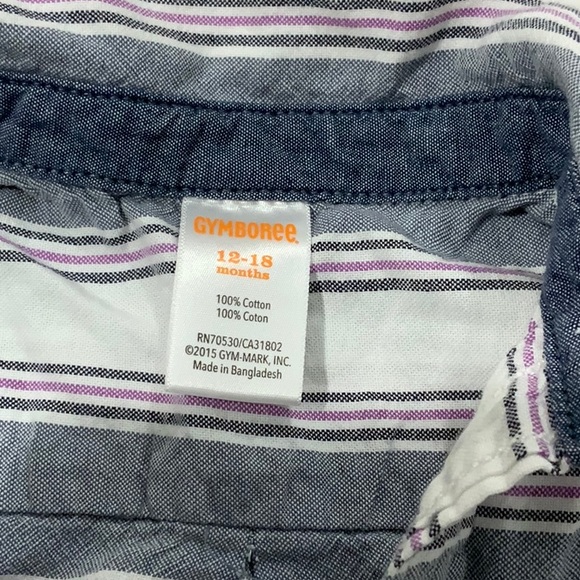 GYMBOREE
12-18
months
100% Cotton
100% Coton
RN70530/CA31802
©2015 GYM-MARK, INC.
Made in Bangladesh